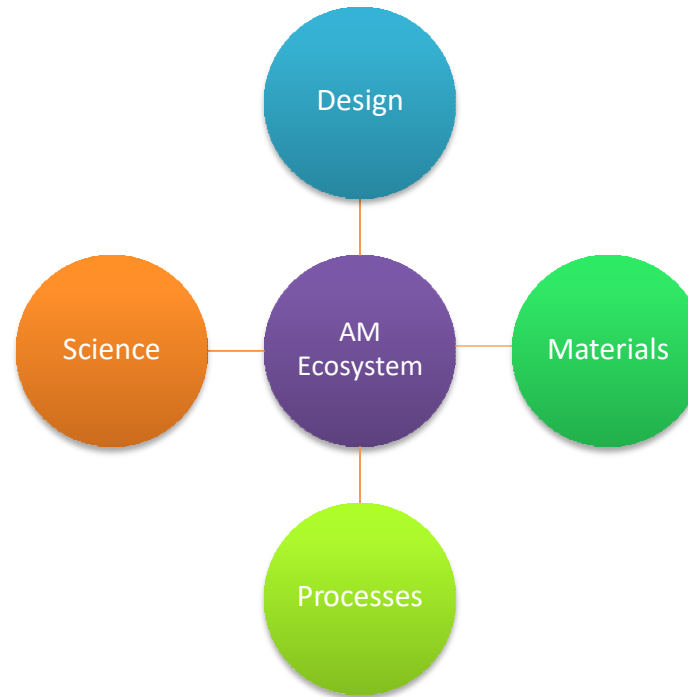 Design
Science
AM
Ecosystem
Materials
Processes